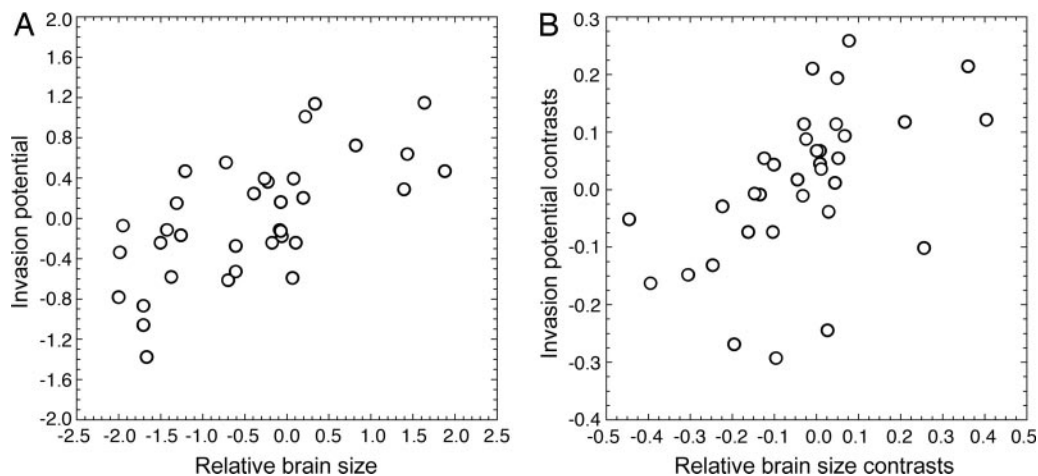 A
2.0
1.6
1.2
0.8
0.4
0.0
-0.4
-0.8
-1.2
-1.6
-2.0
Invasion potential
-2.5 -2.0 -1.5 -1.0 -0.5 0.0 0.5 1.0 1.5 2.0 2.5
Relative brain size
B
0.3
0.2
0.1
0.0
-0.1
-0.2
-0.3
-0.4
Invasion potential contrasts
-0.5 -0.4 -0.3 -0.2 -0.1 0.0 0.1 0.2 0.3 0.4 0.5
Relative brain size contrasts